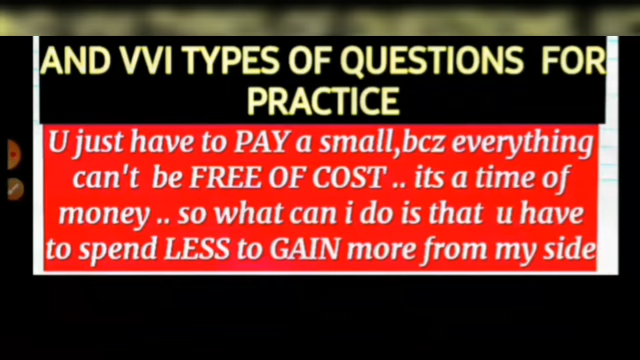 AND VVI TYPES OF QUESTIONS FOR
PRACTICE
U just have to PAY a small,bcz everything
can't be FREE OF COST .. its a time of
money .. so what can i do is that u have
to spend LESS to GAIN more from my side